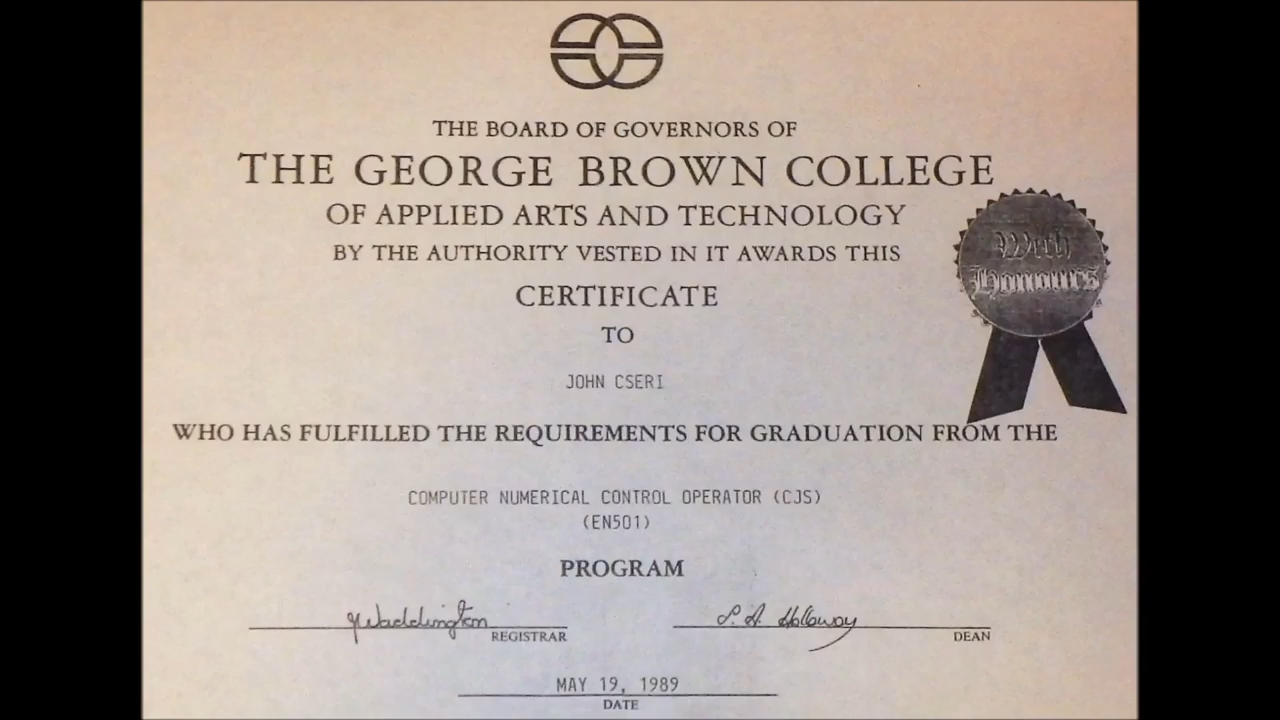 THE BOARD OF GOVERNORS OF
THE GEORGE BROWN COLLEGE
OF APPLIED ARTS AND TECHNOLOGY
BY THE AUTHORITY VESTED IN IT AWARDS THIS
With
Honours
CERTIFICATE
TO
JOHN CSERI
WHO HAS FULFILLED THE REQUIREMENTS FOR GRADUATION FROM THE
COMPUTER NUMERICAL CONTROL OPERATOR (CJS)
(EN501)
PROGRAM
J Waddington
REGISTRAR
L. A. Holloway
DEAN
MAY 19, 1989
DATE